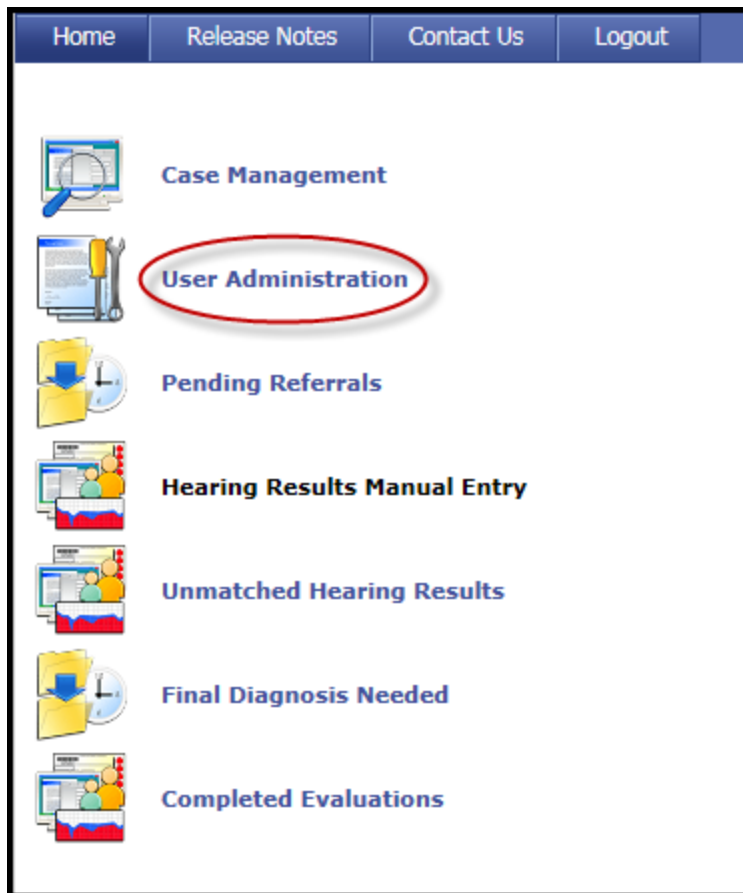 Home Release Notes Contact Us Logout
Case Management
User Administration
Pending Referrals
Hearing Results Manual Entry
Unmatched Hearing Results
Final Diagnosis Needed
Completed Evaluations